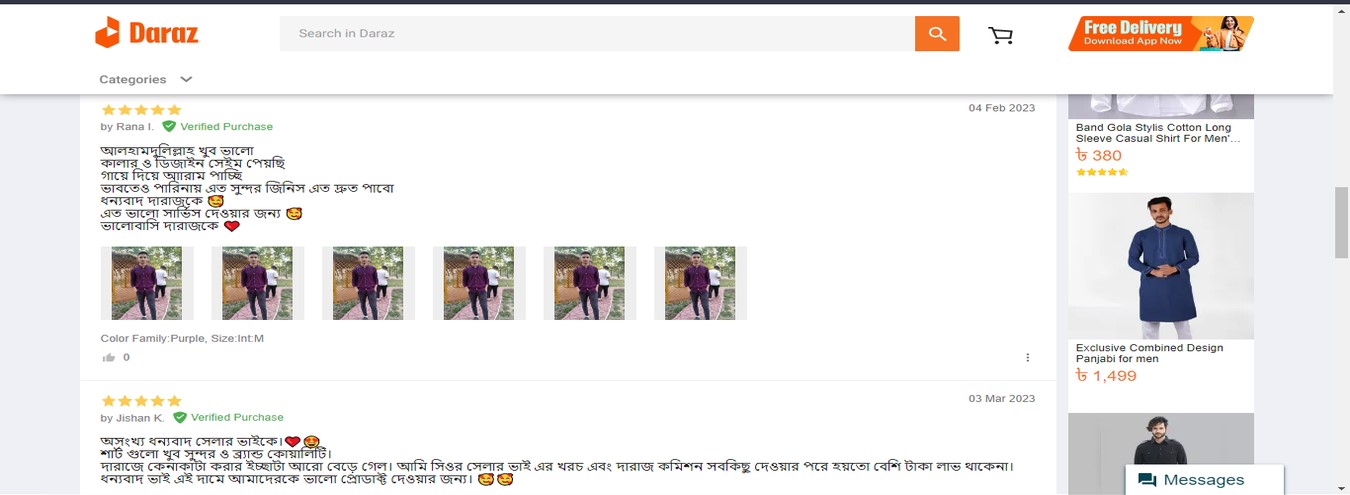 Daraz
Search in Daraz
Free Delivery
Download App Now
Categories
04 Feb 2023
by Rana I. Verified Purchase
আলহামদুলিল্লাহ খুব ভালো
কালার ও ডিজাইন সেইম পেয়ছি
গায়ে দিয়ে আারাম পাচ্ছি
ভাবতেও পারিনায় এত সুন্দর জিনিস এত দ্রুত পাবো
ধন্যবাদ দারাজকে 🥰
এত ভালো সার্ভিস দেওয়ার জন্য 🥰
ভালোবাসি দারাজকে ❤️
Color Family:Purple, Size:Int:M
0
03 Mar 2023
by Jishan K. Verified Purchase
অসংখ্য ধন্যবাদ সেলার ভাইকে।❤️🤩
শার্ট গুলো খুব সুন্দর ও ব্র্যান্ড কোয়ালিটি।
দারাজে কেনাকাটা করার ইচ্ছাটা আরো বেড়ে গেল। আমি সিওর সেলার ভাই এর খরচ এবং দারাজ কমিশন সবকিছু দেওয়ার পরে হয়তো বেশি টাকা লাভ থাকেনা।
ধন্যবাদ ভাই এই দামে আমাদেরকে ভালো প্রোডাক্ট দেওয়ার জন্য। 🥰🥰
Band Gola Stylis Cotton Long
Sleeve Casual Shirt For Men'...
৳ 380
Exclusive Combined Design
Panjabi for men
৳ 1,499
Messages